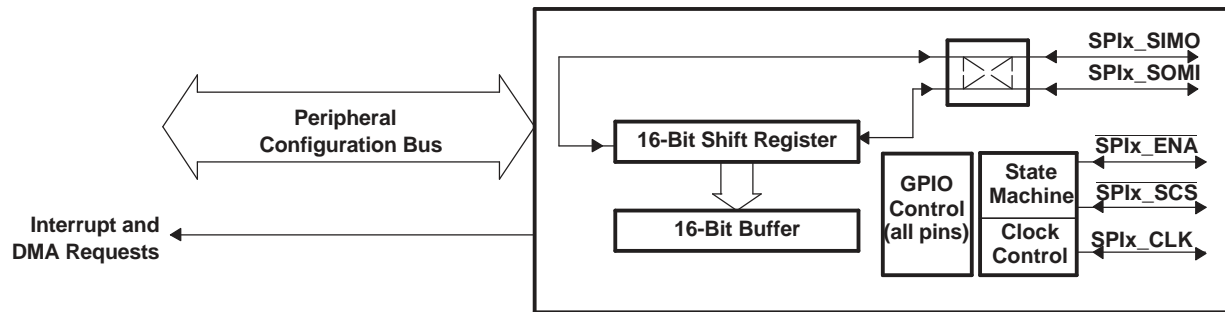 Peripheral
Configuration Bus
Interrupt and
DMA Requests
16-Bit Shift Register
16-Bit Buffer
GPIO
Control
(all pins)
State
Machine
Clock
Control
SPIx_SIMO
SPIx_SOMI
SPIx_ENA
SPIx_SCS
SPIx_CLK